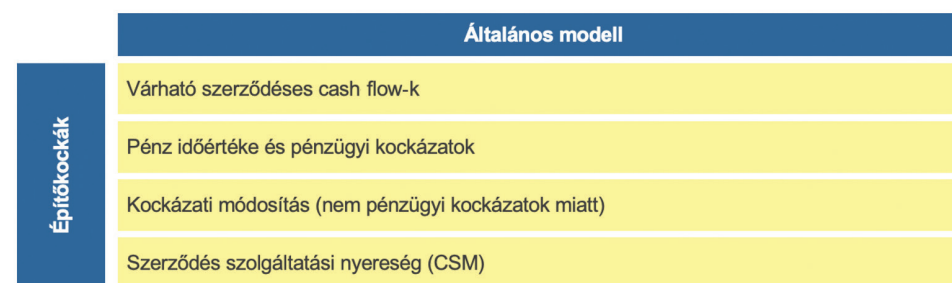 Általános modell
Építőkockák
Várható szerződéses cash flow-k
Pénz időértéke és pénzügyi kockázatok
Kockázati módosítás (nem pénzügyi kockázatok miatt)
Szerződés szolgáltatási nyereség (CSM)